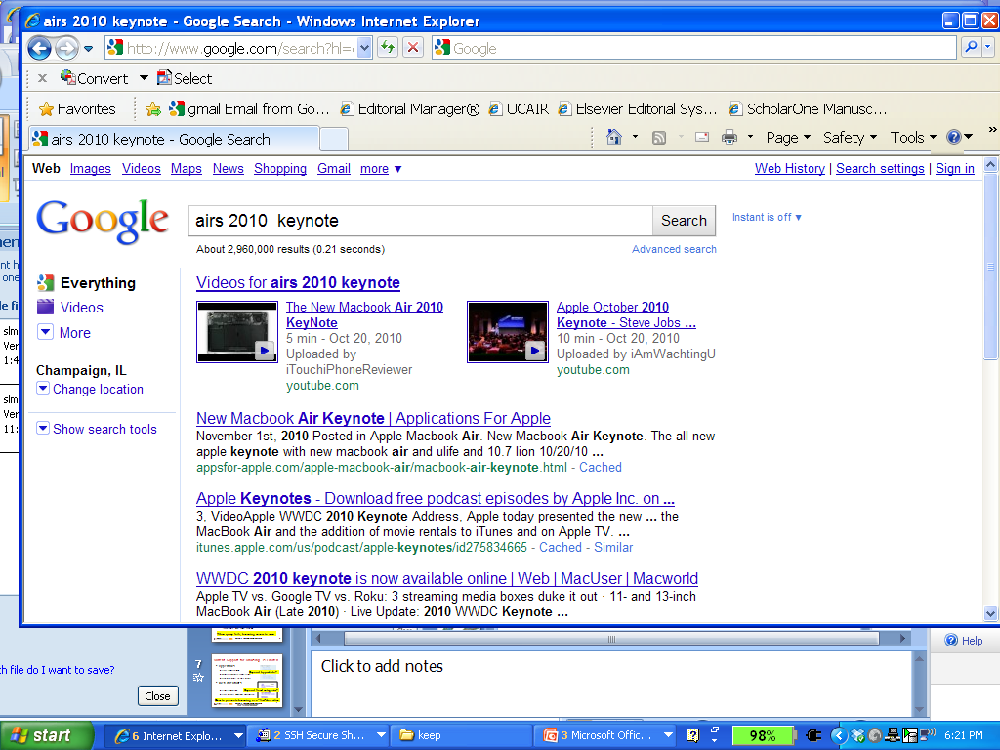 airs 2010 keynote - Google Search - Windows Internet Explorer
http://www.google.com/search?hl=
Google
Convert Select
Favorites gmail Email from Go... Editorial Manager® UCAIR Elsevier Editorial Sys... ScholarOne Manusc...
airs 2010 keynote - Google Search
Page Safety Tools
Web Images Videos Maps News Shopping Gmail more ▼
Web History | Search settings | Sign in
Google
airs 2010  keynote
Search
Instant is off ▼
About 2,960,000 results (0.21 seconds)
Advanced search
Everything
Videos
More
Champaign, IL
Change location
Show search tools
Videos for airs 2010 keynote
The New Macbook Air 2010
KeyNote
5 min - Oct 20, 2010
Uploaded by
iTouchiPhoneReviewer
youtube.com
Apple October 2010
Keynote - Steve Jobs ...
10 min - Oct 20, 2010
Uploaded by iAmWachtingU
youtube.com
New Macbook Air Keynote | Applications For Apple
November 1st, 2010 Posted in Apple Macbook Air. New Macbook Air Keynote. The all new
apple keynote with new macbook air and ulife and 10.7 lion 10/20/10 ...
appsfor-apple.com/apple-macbook-air/macbook-air-keynote.html - Cached
Apple Keynotes - Download free podcast episodes by Apple Inc. on ...
3, VideoApple WWDC 2010 Keynote Address, Apple today presented the new ... the
MacBook Air and the addition of movie rentals to iTunes and on Apple TV. ...
itunes.apple.com/us/podcast/apple-keynotes/id275834665 - Cached - Similar
WWDC 2010 keynote is now available online | Web | MacUser | Macworld
Apple TV vs. Google TV vs. Roku: 3 streaming media boxes duke it out · 11- and 13-inch
MacBook Air (Late 2010) · Live Update: 2010 WWDC Keynote ...
th file do I want to save?
Close
7
Click to add notes
Help
start
6 Internet Explo...
2 SSH Secure Sh...
keep
3 Microsoft Offic...
98%
6:21 PM